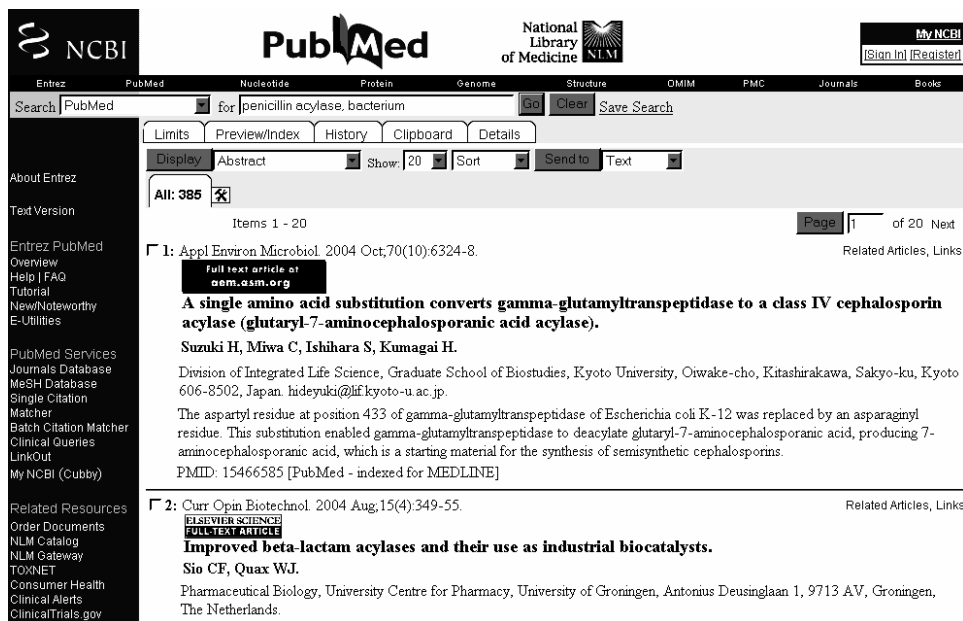 NCBI
PubMed
National
Library
of Medicine NLM
My NCBI
[Sign In] [Register]
Entrez PubMed Nucleotide Protein Genome Structure OMIM PMC Journals Books
Search PubMed for penicillin acylase, bacterium Go Clear Save Search
Limits Preview/Index History Clipboard Details
Display Abstract Show: 20 Sort Send to Text
All: 385
Items 1 - 20
Page 1 of 20 Next
About Entrez
Text Version
Entrez PubMed
Overview
Help | FAQ
Tutorial
New/Noteworthy
E-Utilities
PubMed Services
Journals Database
MeSH Database
Single Citation
Matcher
Batch Citation Matcher
Clinical Queries
LinkOut
My NCBI (Cubby)
Related Resources
Order Documents
NLM Catalog
NLM Gateway
TOXNET
Consumer Health
Clinical Alerts
ClinicalTrials.gov
1: Appl Environ Microbiol. 2004 Oct;70(10):6324-8.
Related Articles, Links
Full text article at
aem.asm.org
A single amino acid substitution converts gamma-glutamyltranspeptidase to a class IV cephalosporin
acylase (glutaryl-7-aminocephalosporanic acid acylase).
Suzuki H, Miwa C, Ishihara S, Kumagai H.
Division of Integrated Life Science, Graduate School of Biostudies, Kyoto University, Oiwake-cho, Kitashirakawa, Sakyo-ku, Kyoto
606-8502, Japan. hideyuki@lif.kyoto-u.ac.jp.
The aspartyl residue at position 433 of gamma-glutamyltranspeptidase of Escherichia coli K-12 was replaced by an asparaginyl
residue. This substitution enabled gamma-glutamyltranspeptidase to deacylate glutaryl-7-aminocephalosporanic acid, producing 7-
aminocephalosporanic acid, which is a starting material for the synthesis of semisynthetic cephalosporins.
PMID: 15466585 [PubMed - indexed for MEDLINE]
2: Curr Opin Biotechnol. 2004 Aug;15(4):349-55.
Related Articles, Links
ELSEVIER SCIENCE
FULL-TEXT ARTICLE
Improved beta-lactam acylases and their use as industrial biocatalysts.
Sio CF, Quax WJ.
Pharmaceutical Biology, University Centre for Pharmacy, University of Groningen, Antonius Deusinglaan 1, 9713 AV, Groningen,
The Netherlands.